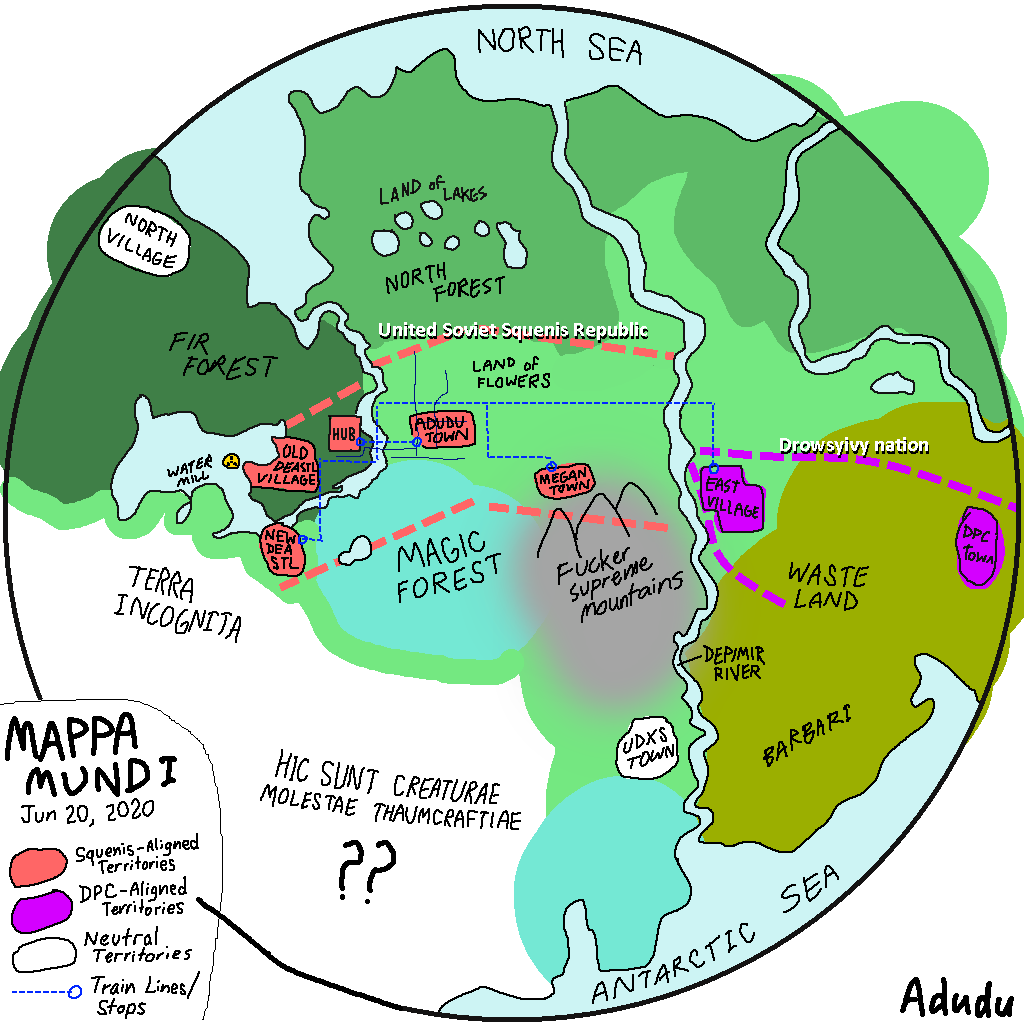 NORTH SEA
LAND of
LAKES
NORTH
FOREST
NORTH
VILLAGE
FIR
FOREST
United Soviet Squenis Republic
LAND OF
FLOWERS
HUB
ADUDU
TOWN
OLD
DEASTL
VILLAGE
WATER
MILL
MEGAN
TOWN
NEW
DEA
STL
Drowsyivy nation
EAST
VILLAGE
DPC
TOWN
MAGIC
FOREST
Fucker
supreme
mountains
WASTE
LAND
TERRA
INCOGNITA
DEPJMIR
RIVER
UDXS
TOWN
BARBARI
HIC SUNT CREATURAE
MOLESTAE THAUMCRAFTIAE
??
ANTARCTIC SEA
MAPPA
MUNDI
Jun 20, 2020
Squenis-Aligned
Territories
DPC-Aligned
Territories
Neutral
Territories
Train Lines/
Stops
Adudu